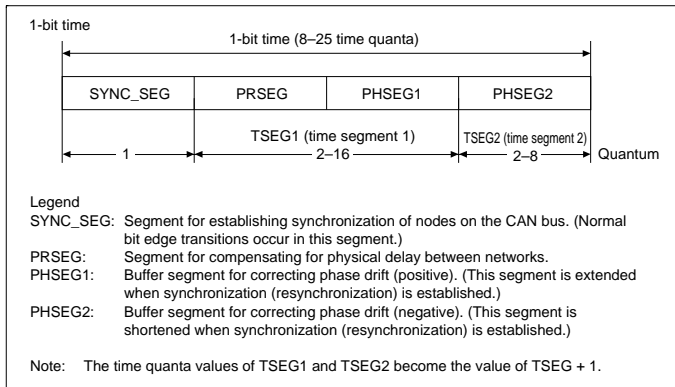 1-bit time
1-bit time (8–25 time quanta)
SYNC_SEG PRSEG PHSEG1 PHSEG2
TSEG1 (time segment 1) TSEG2 (time segment 2)
1 2–16 2–8 Quantum
Legend
SYNC_SEG: Segment for establishing synchronization of nodes on the CAN bus. (Normal
bit edge transitions occur in this segment.)
PRSEG: Segment for compensating for physical delay between networks.
PHSEG1: Buffer segment for correcting phase drift (positive). (This segment is extended
when synchronization (resynchronization) is established.)
PHSEG2: Buffer segment for correcting phase drift (negative). (This segment is
shortened when synchronization (resynchronization) is established.)
Note: The time quanta values of TSEG1 and TSEG2 become the value of TSEG + 1.